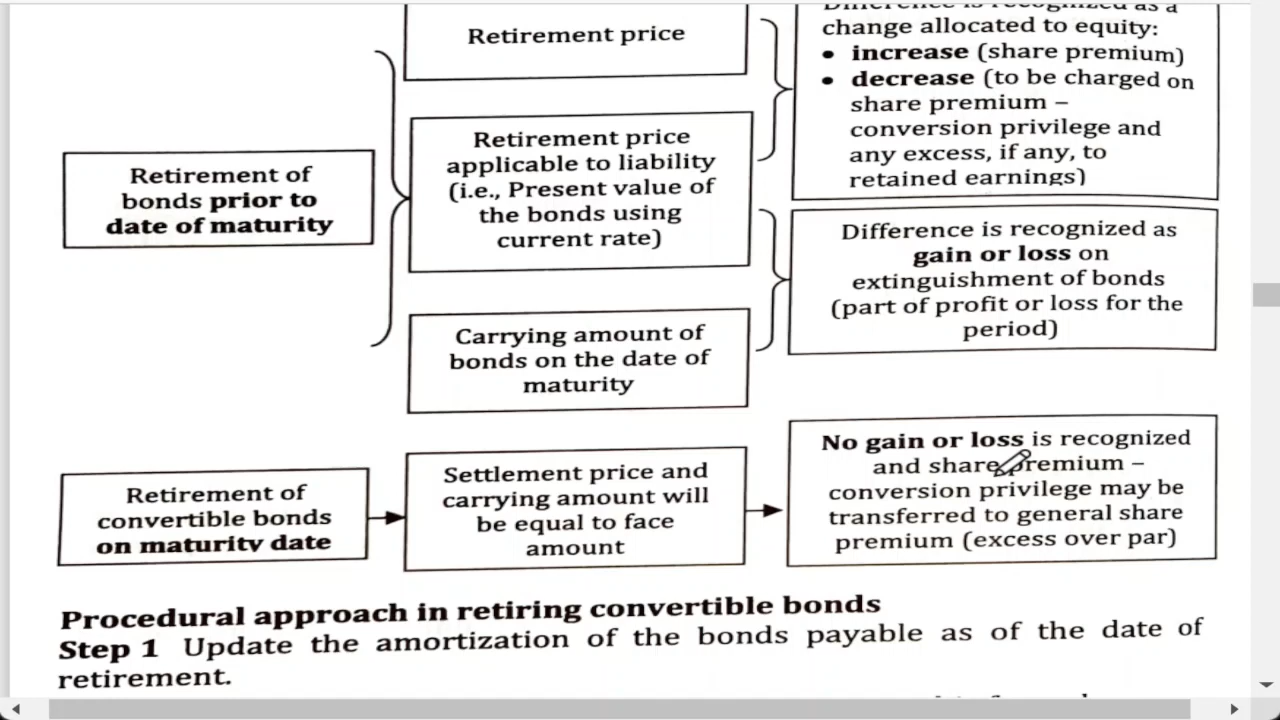 Retirement price
Difference is recognized as a
change allocated to equity:
• increase (share premium)
• decrease (to be charged on
share premium –
conversion privilege and
any excess, if any, to
retained earnings)
Retirement of
bonds prior to
date of maturity
Retirement price
applicable to liability
(i.e., Present value of
the bonds using
current rate)
Difference is recognized as
gain or loss on
extinguishment of bonds
(part of profit or loss for the
period)
Carrying amount of
bonds on the date of
maturity
Retirement of
convertible bonds
on maturity date
Settlement price and
carrying amount will
be equal to face
amount
No gain or loss is recognized
and share premium –
conversion privilege may be
transferred to general share
premium (excess over par)
Procedural approach in retiring convertible bonds
Step 1 Update the amortization of the bonds payable as of the date of
retirement.